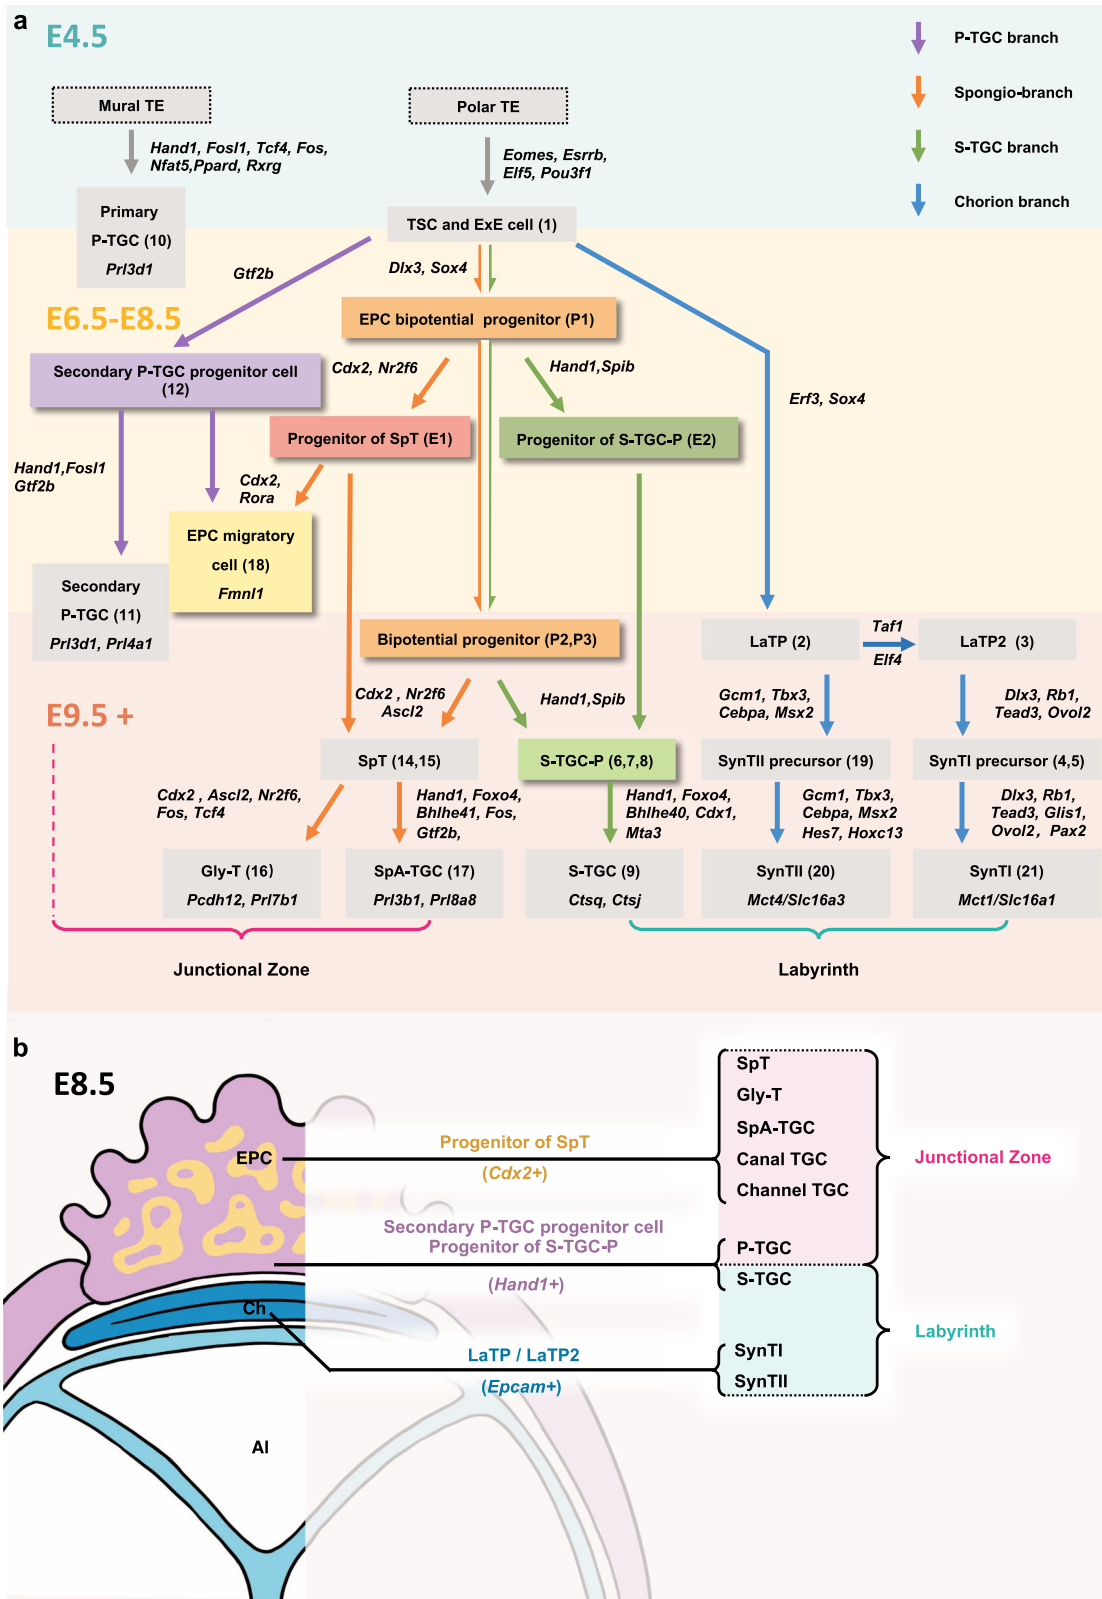 a
E4.5
P-TGC branch
Spongio-branch
S-TGC branch
Chorion branch
Mural TE
Polar TE
Hand1, Fosl1, Tcf4, Fos,
Nfat5,Ppard, Rxrg
Eomes, Esrrb,
Elf5, Pou3f1
Primary
P-TGC (10)
Prl3d1
TSC and ExE cell (1)
Gtf2b
Dlx3, Sox4
E6.5-E8.5
EPC bipotential progenitor (P1)
Secondary P-TGC progenitor cell
(12)
Cdx2, Nr2f6
Hand1,Spib
Erf3, Sox4
Progenitor of SpT (E1)
Progenitor of S-TGC-P (E2)
Hand1,Fosl1
Gtf2b
Cdx2,
Rora
EPC migratory
cell (18)
Fmnl1
Secondary
P-TGC (11)
Prl3d1, Prl4a1
Bipotential progenitor (P2,P3)
LaTP (2)
Taf1
Elf4
LaTP2 (3)
E9.5 +
Cdx2 , Nr2f6
Ascl2
Hand1,Spib
Gcm1, Tbx3,
Cebpa, Msx2
Dlx3, Rb1,
Tead3, Ovol2
SpT (14,15)
S-TGC-P (6,7,8)
SynTII precursor (19)
SynTI precursor (4,5)
Cdx2 , Ascl2, Nr2f6,
Fos, Tcf4
Hand1, Foxo4,
Bhlhe41, Fos,
Gtf2b,
Hand1, Foxo4,
Bhlhe40, Cdx1,
Mta3
Gcm1, Tbx3,
Cebpa, Msx2
Hes7, Hoxc13
Dlx3, Rb1,
Tead3, Glis1,
Ovol2 , Pax2
Gly-T (16)
Pcdh12, Prl7b1
SpA-TGC (17)
Prl3b1, Prl8a8
S-TGC (9)
Ctsq, Ctsj
SynTII (20)
Mct4/Slc16a3
SynTI (21)
Mct1/Slc16a1
Junctional Zone
Labyrinth
b
E8.5
EPC
Progenitor of SpT
(Cdx2+)
SpT
Gly-T
SpA-TGC
Canal TGC
Channel TGC
Junctional Zone
Secondary P-TGC progenitor cell
Progenitor of S-TGC-P
(Hand1+)
P-TGC
S-TGC
Ch
LaTP / LaTP2
(Epcam+)
SynTI
SynTII
Labyrinth
Al